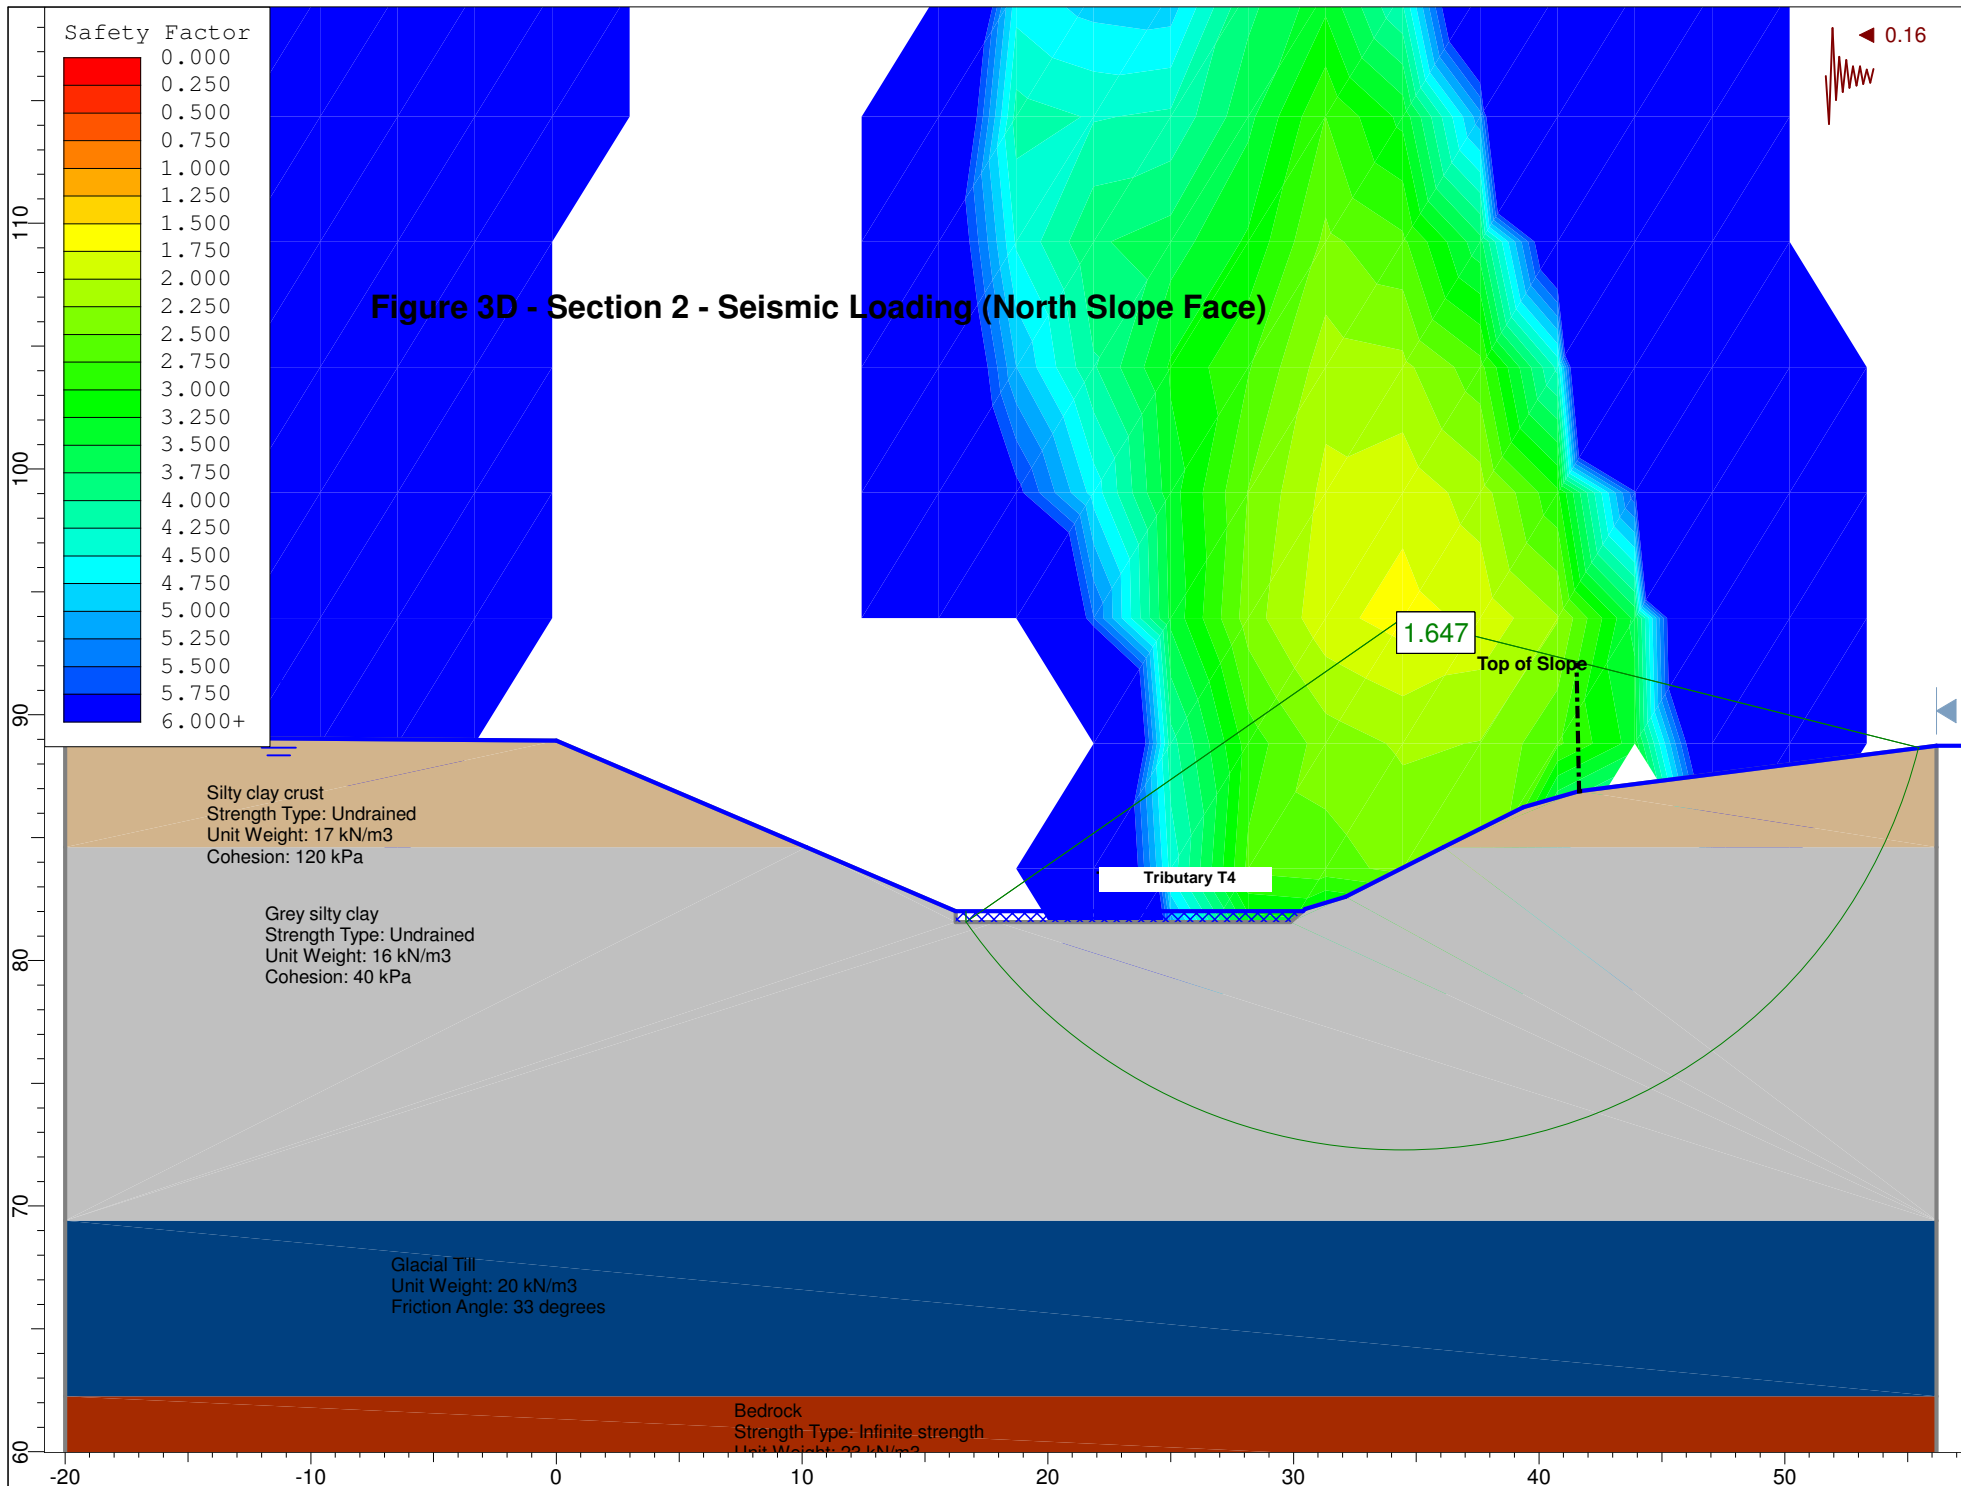 Safety Factor
0.000
0.250
0.500
0.750
1.000
1.250
1.500
1.750
2.000
2.250
2.500
2.750
3.000
3.250
3.500
3.750
4.000
4.250
4.500
4.750
5.000
5.250
5.500
5.750
6.000+
0.16
Figure 3D - Section 2 - Seismic Loading (North Slope Face)
1.647
Top of Slope
Silty clay crust
Strength Type: Undrained
Unit Weight: 17 kN/m3
Cohesion: 120 kPa
Tributary T4
Grey silty clay
Strength Type: Undrained
Unit Weight: 16 kN/m3
Cohesion: 40 kPa
Glacial Till
Unit Weight: 20 kN/m3
Friction Angle: 33 degrees
Bedrock
Strength Type: Infinite strength
Unit Weight: 23 kN/m3
110
100
90
80
70
60
-20
-10
0
10
20
30
40
50